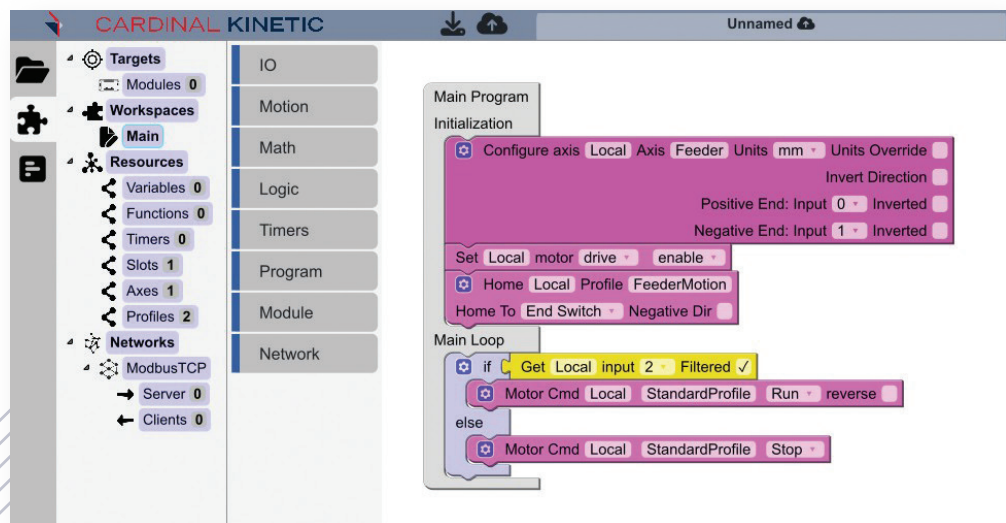 CARDINAL KINETIC
Unnamed
Targets
Modules 0
Workspaces
Main
Resources
Variables 0
Functions 0
Timers 0
Slots 1
Axes 1
Profiles 2
Networks
ModbusTCP
Server 0
Clients 0
IO
Motion
Math
Logic
Timers
Program
Module
Network
Main Program
Initialization
Configure axis Local Axis Feeder Units mm Units Override
Invert Direction
Positive End: Input 0 Inverted
Negative End: Input 1 Inverted
Set Local motor drive enable
Home Local Profile FeederMotion
Home To End Switch Negative Dir
Main Loop
if Get Local input 2 Filtered ✓
Motor Cmd Local StandardProfile Run reverse
else
Motor Cmd Local StandardProfile Stop